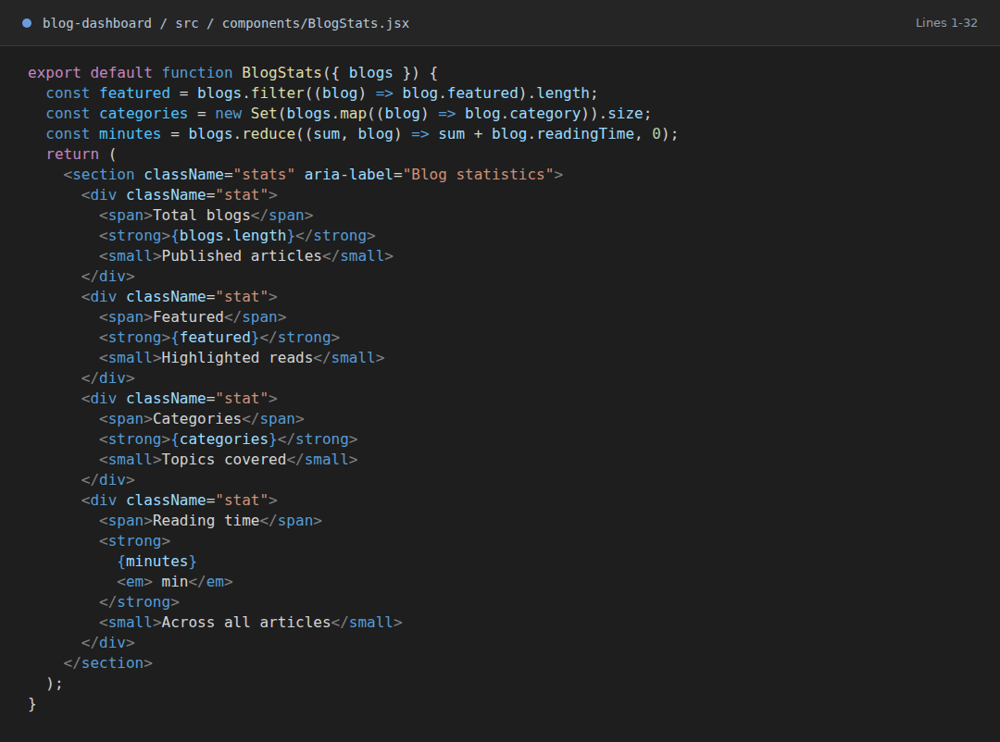 blog-dashboard / src / components/BlogStats.jsx
Lines 1-32
export default function BlogStats({ blogs }) {
  const featured = blogs.filter((blog) => blog.featured).length;
  const categories = new Set(blogs.map((blog) => blog.category)).size;
  const minutes = blogs.reduce((sum, blog) => sum + blog.readingTime, 0);
  return (
    <section className="stats" aria-label="Blog statistics">
      <div className="stat">
        <span>Total blogs</span>
        <strong>{blogs.length}</strong>
        <small>Published articles</small>
      </div>
      <div className="stat">
        <span>Featured</span>
        <strong>{featured}</strong>
        <small>Highlighted reads</small>
      </div>
      <div className="stat">
        <span>Categories</span>
        <strong>{categories}</strong>
        <small>Topics covered</small>
      </div>
      <div className="stat">
        <span>Reading time</span>
        <strong>
          {minutes}
          <em> min</em>
        </strong>
        <small>Across all articles</small>
      </div>
    </section>
  );
}